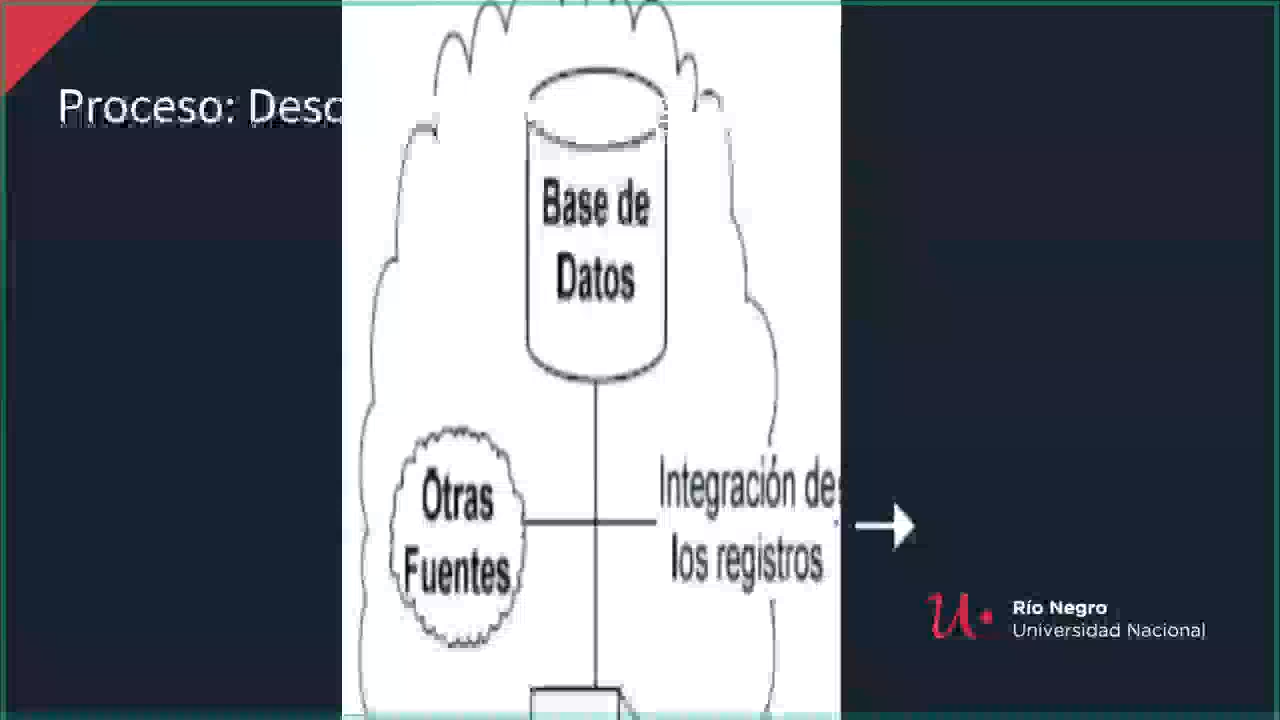 Proceso: Desc
Base de
Datos
Otras
Fuentes
Integración de
los registros
Río Negro
Universidad Nacional